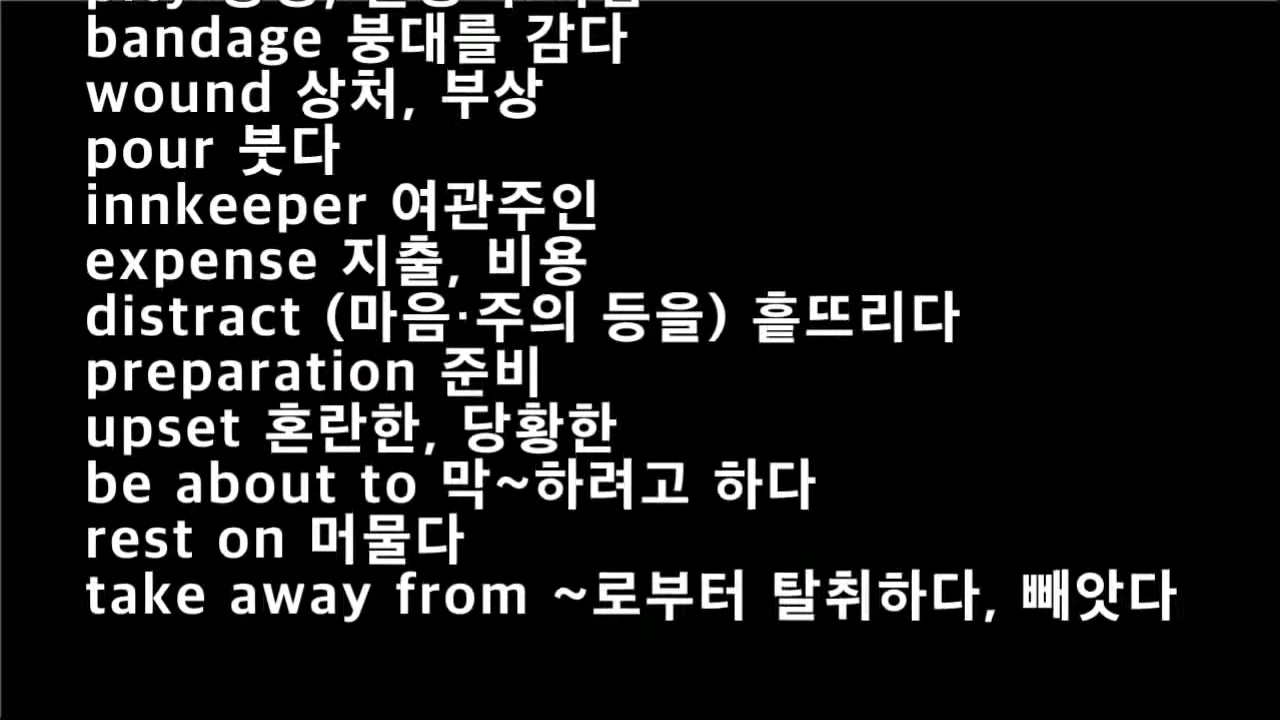 bandage 붕대를 감다
wound 상처, 부상
pour 붓다
innkeeper 여관주인
expense 지출, 비용
distract (마음·주의 등을) 흩뜨리다
preparation 준비
upset 혼란한, 당황한
be about to 막~하려고 하다
rest on 머물다
take away from ~로부터 탈취하다, 빼앗다